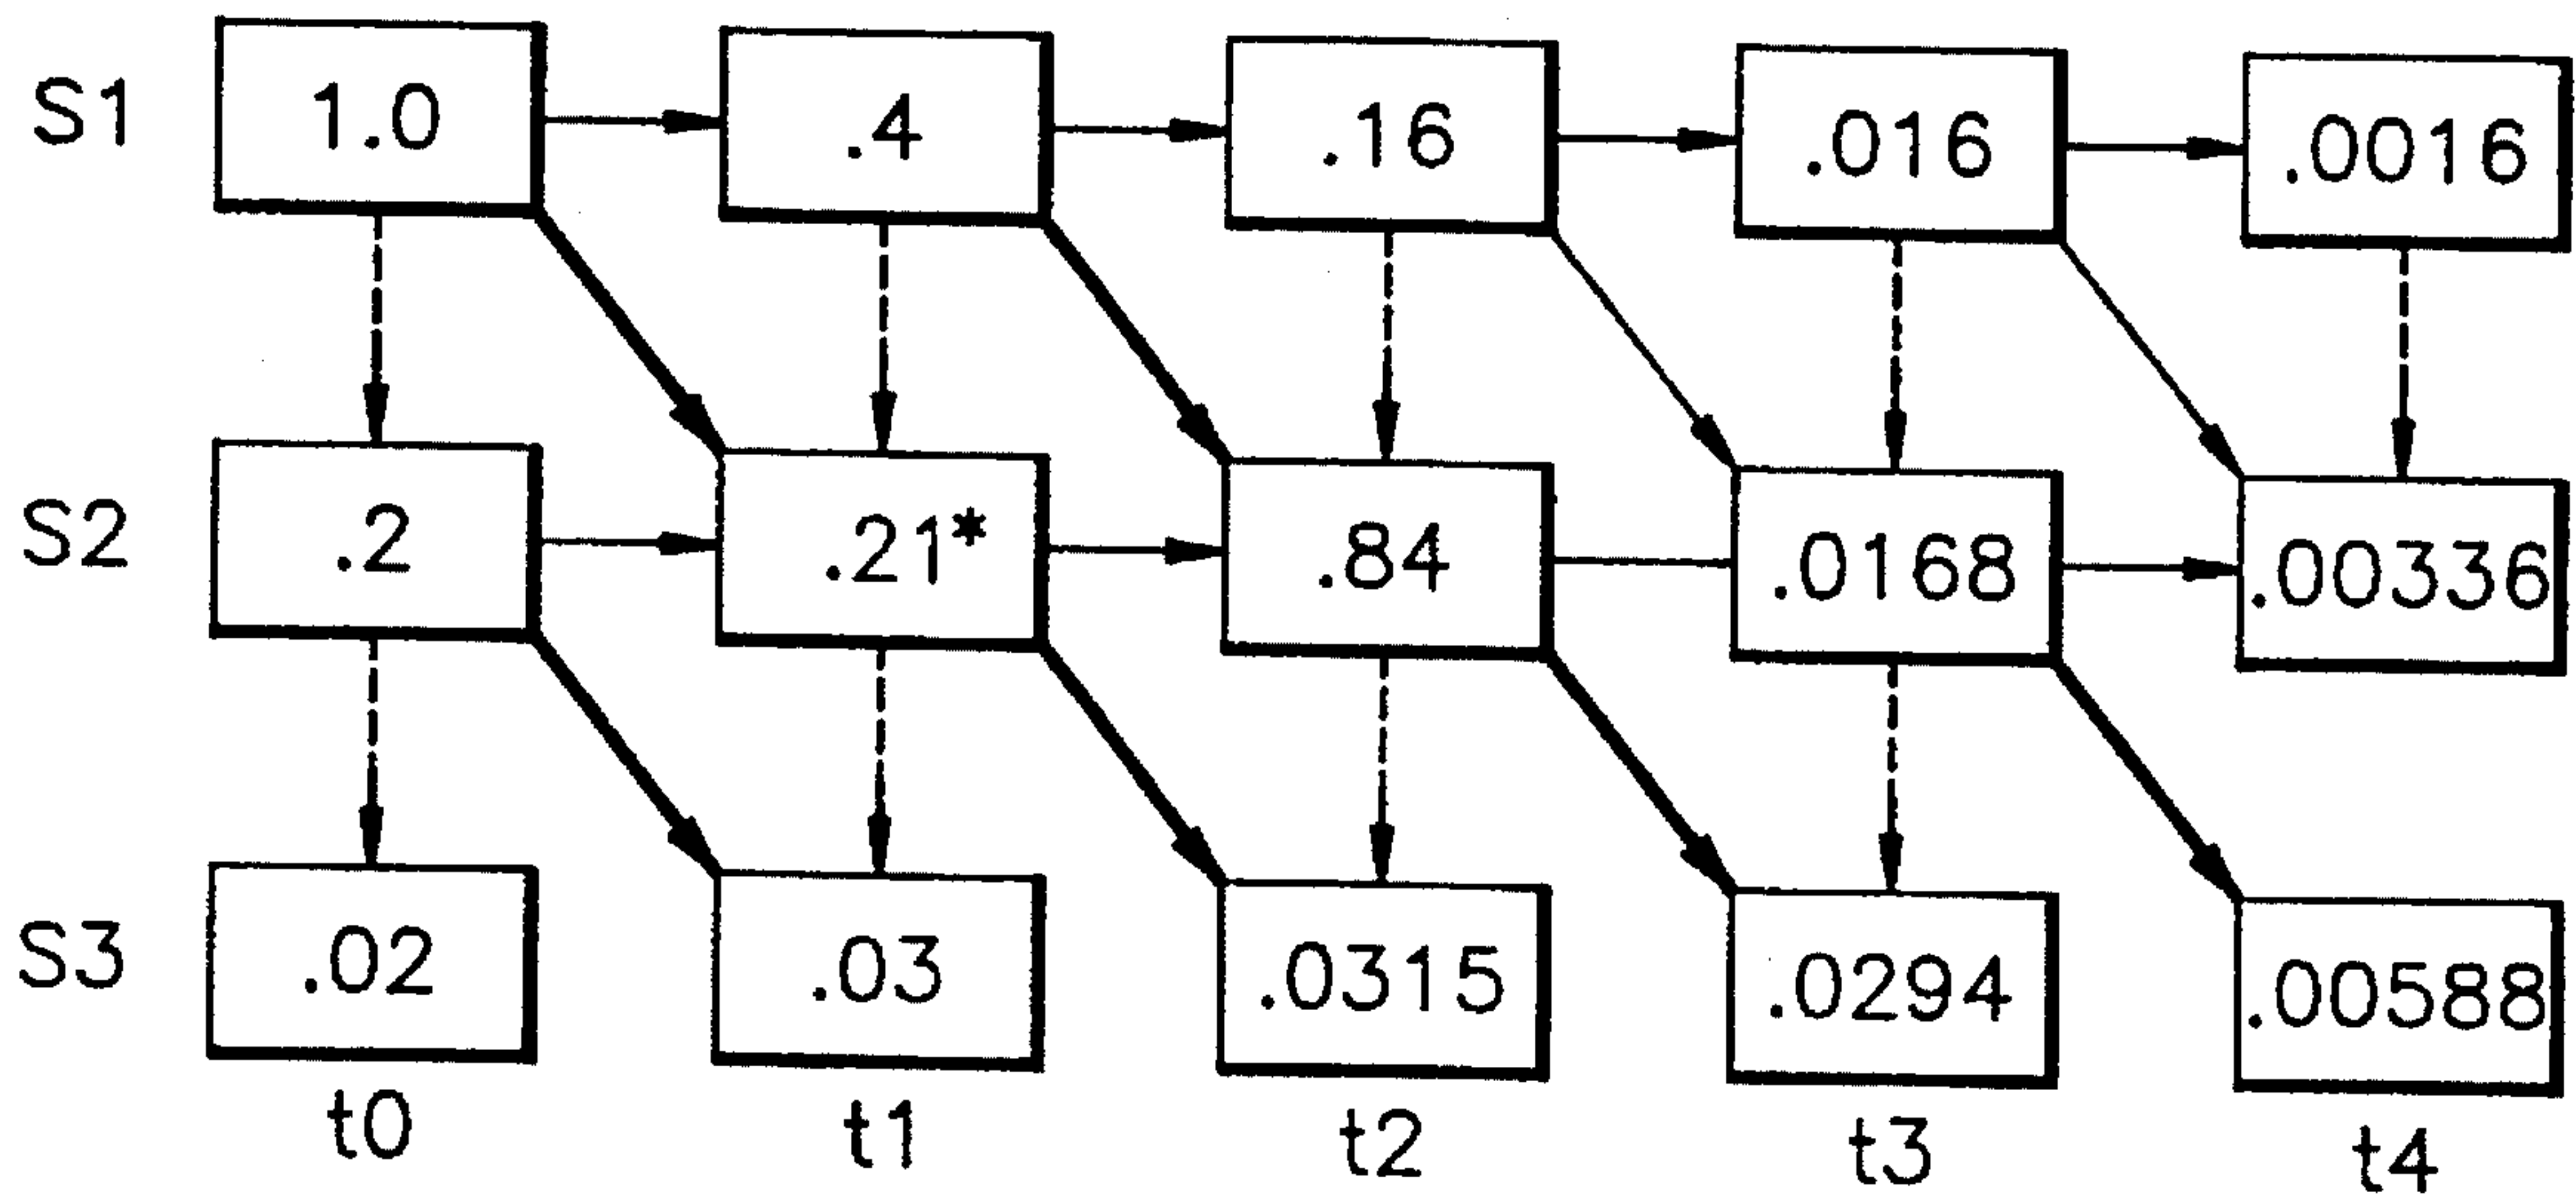 S1 1.0 .4 .16 .016 .0016
S2 .2 .21* .84 .0168 .00336
S3 .02 .03 .0315 .0294 .00588
t0 t1 t2 t3 t4